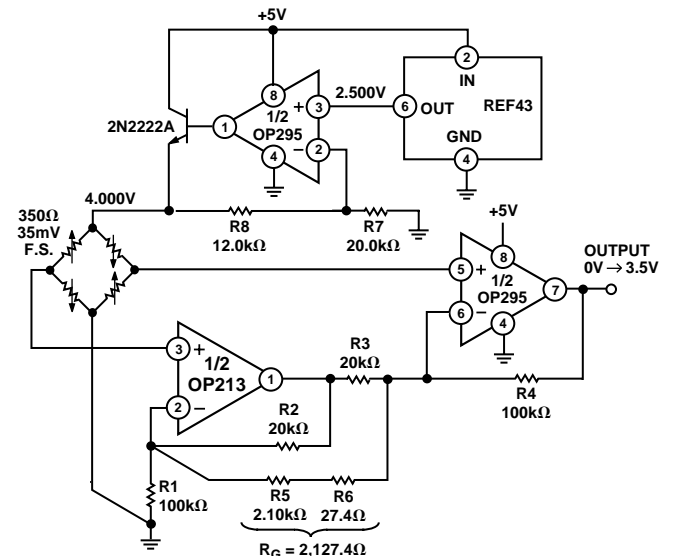 +5V
2
IN
8
+
3
2.500V
6
OUT
REF43
2N2222A
1
1/2
OP295
GND
4
−
2
4
4.000V
350Ω
35mV
F.S.
R8
12.0kΩ
R7
20.0kΩ
+5V
8
OUTPUT
0V → 3.5V
5
+
1/2
OP295
7
6
−
4
3
+
1/2
OP213
1
2
−
R3
20kΩ
R4
100kΩ
R2
20kΩ
R1
100kΩ
R5
2.10kΩ
R6
27.4Ω
RG = 2,127.4Ω